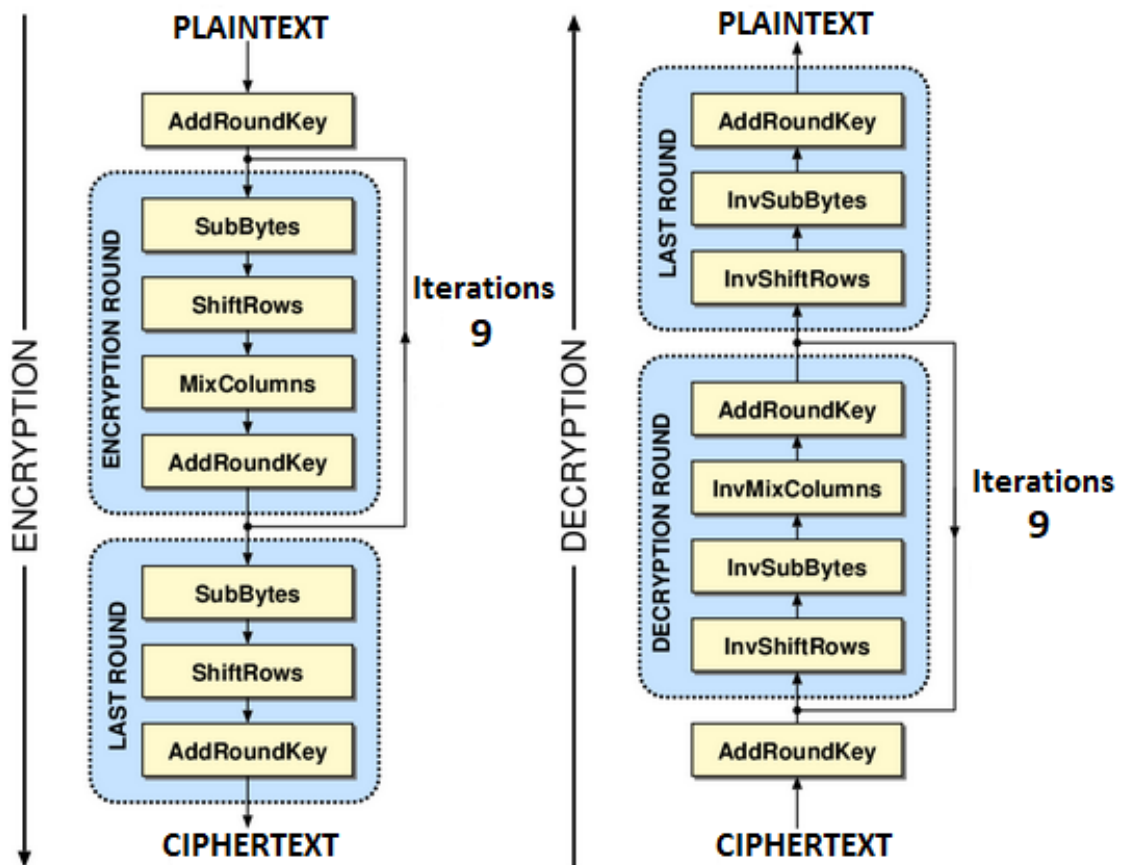 PLAINTEXT
AddRoundKey
SubBytes
ShiftRows
MixColumns
AddRoundKey
ENCRYPTION ROUND
Iterations
9
SubBytes
ShiftRows
AddRoundKey
LAST ROUND
CIPHERTEXT
ENCRYPTION
PLAINTEXT
AddRoundKey
InvSubBytes
InvShiftRows
LAST ROUND
AddRoundKey
InvMixColumns
InvSubBytes
InvShiftRows
DECRYPTION ROUND
Iterations
9
AddRoundKey
CIPHERTEXT
DECRYPTION